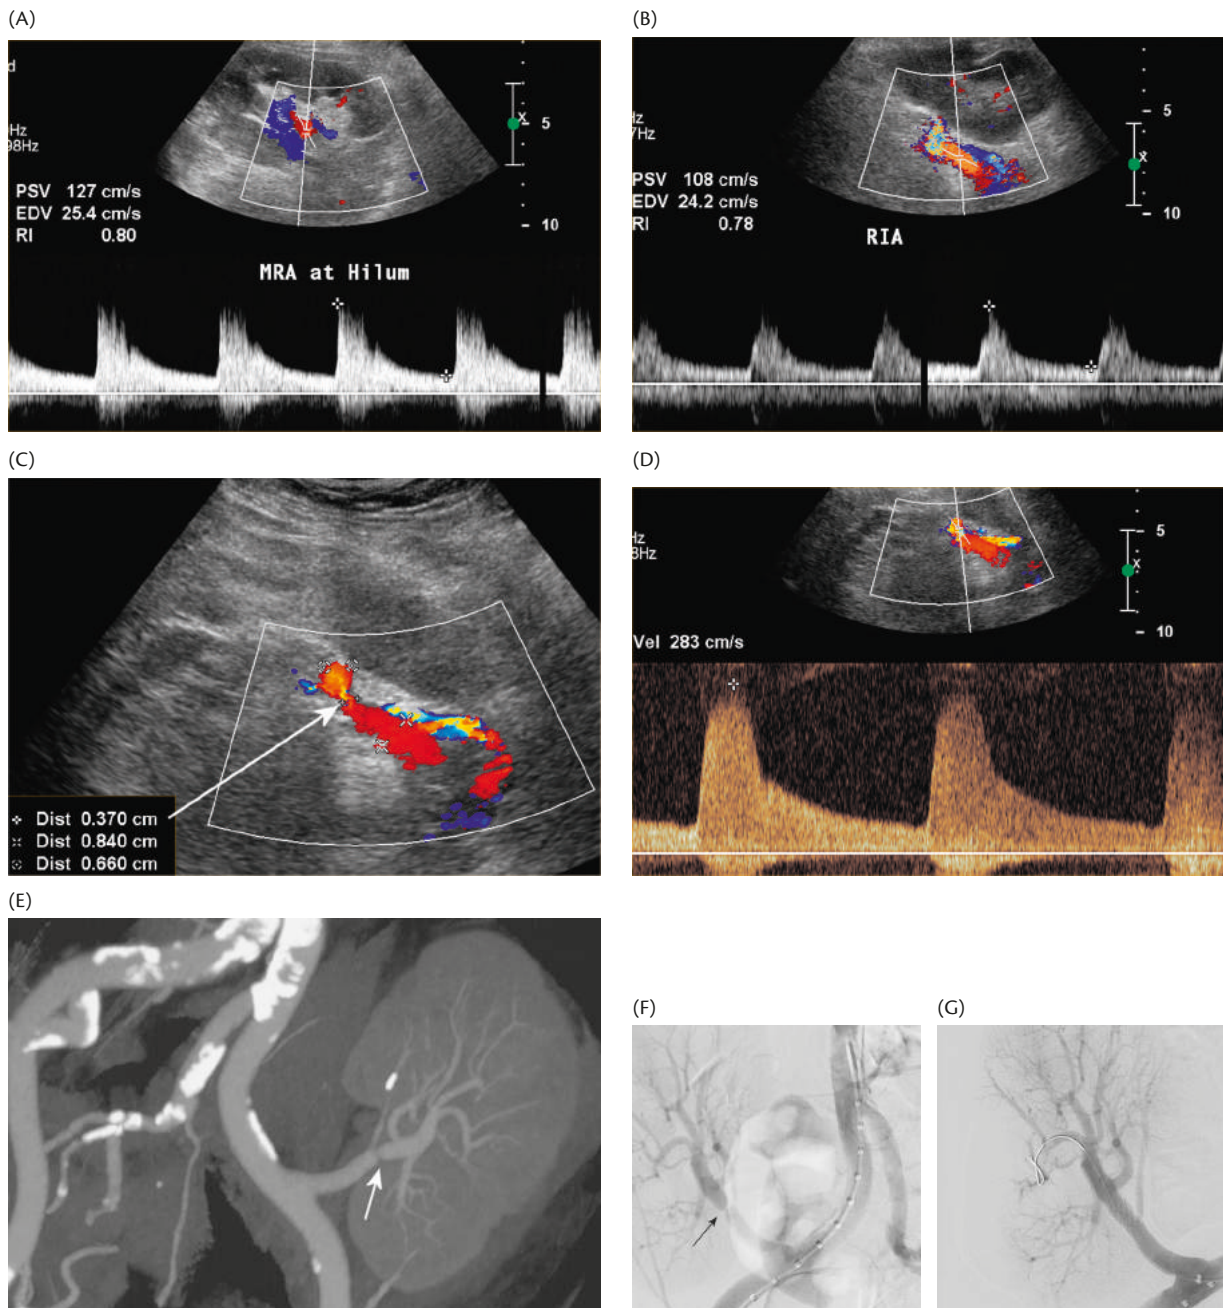 (A)
d
Hz
98Hz
PSV 127 cm/s
EDV 25.4 cm/s
RI 0.80
X
5
10
MRA at Hilum
(B)
Hz
7Hz
PSV 108 cm/s
EDV 24.2 cm/s
RI 0.78
5
X
10
RIA
(C)
Dist 0.370 cm
Dist 0.840 cm
Dist 0.660 cm
(D)
Hz
8Hz
5
X
10
Vel 283 cm/s
(E)
(F)
(G)